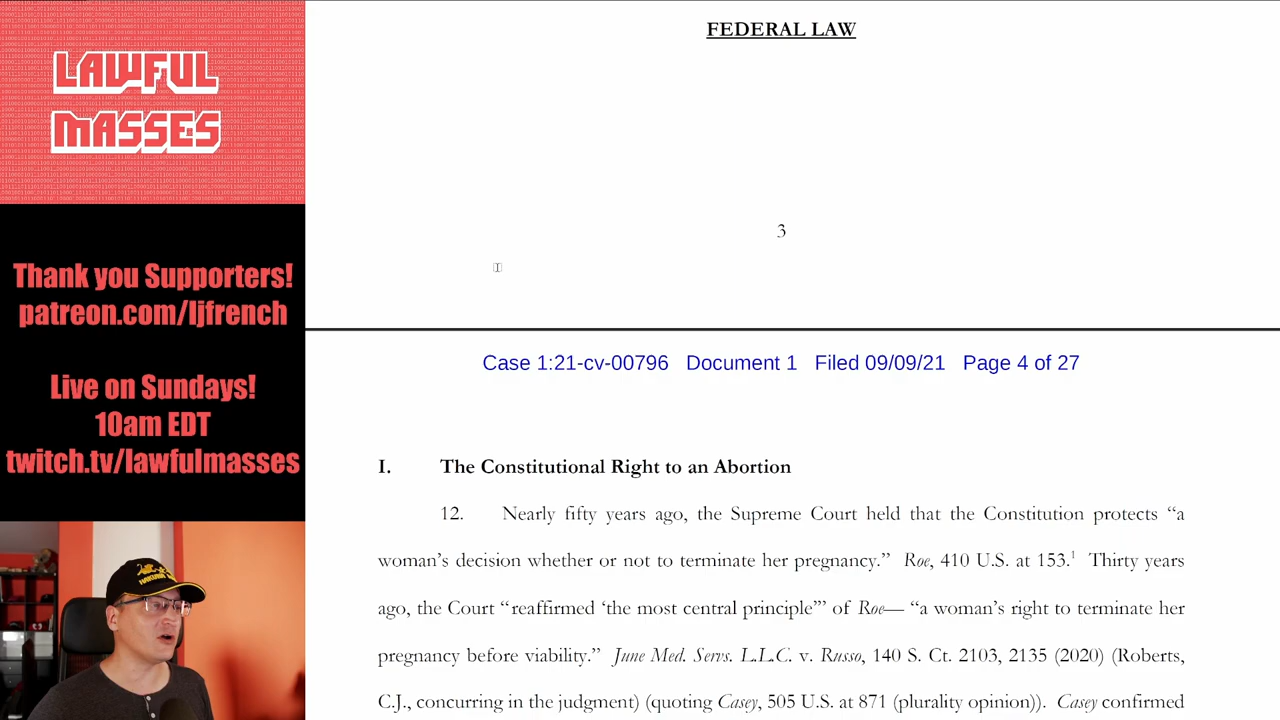 LAWFUL
MASSES
Thank you Supporters!
patreon.com/ljfrench
Live on Sundays!
10am EDT
twitch.tv/lawfulmasses
FEDERAL LAW
3
Case 1:21-cv-00796 Document 1 Filed 09/09/21 Page 4 of 27
I. The Constitutional Right to an Abortion
12. Nearly fifty years ago, the Supreme Court held that the Constitution protects “a
woman’s decision whether or not to terminate her pregnancy.” Roe, 410 U.S. at 153.1 Thirty years
ago, the Court “reaffirmed ‘the most central principle’” of Roe— “a woman’s right to terminate her
pregnancy before viability.” June Med. Servs. L.L.C. v. Russo, 140 S. Ct. 2103, 2135 (2020) (Roberts,
C.J., concurring in the judgment) (quoting Casey, 505 U.S. at 871 (plurality opinion)). Casey confirmed